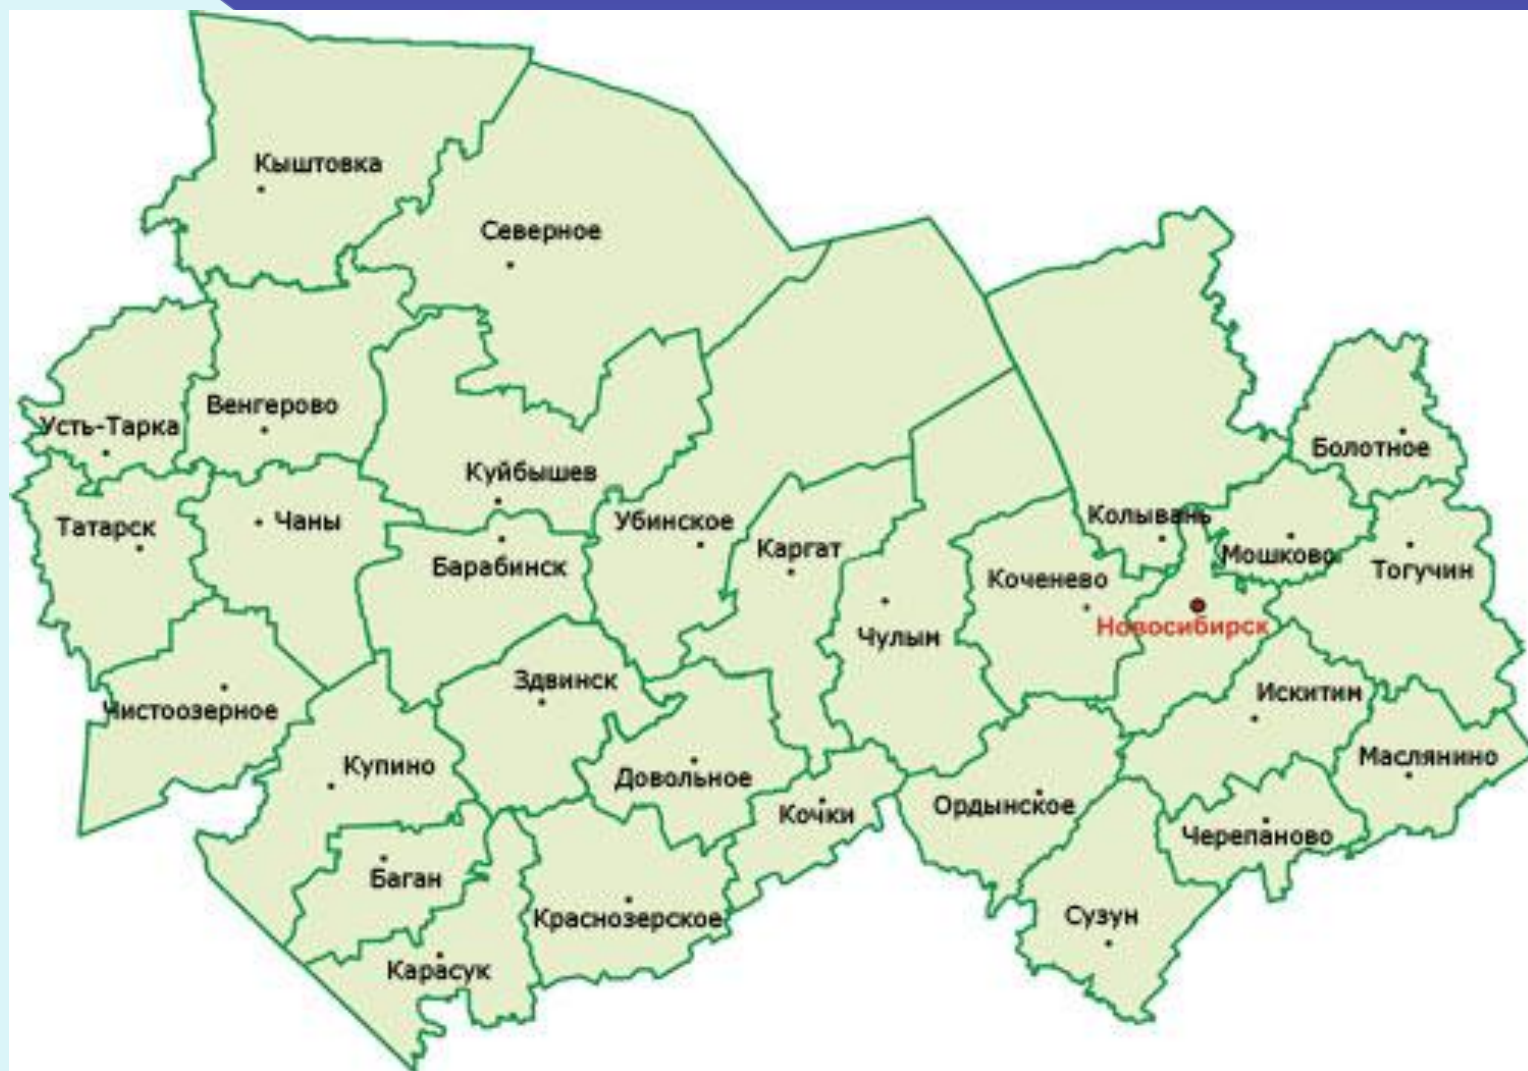 Кыштовка
Северное
Венгерово
Усть-Тарка
Болотное
Куйбышев
Колывань
Убинское
Чаны
Татарск
Каргат
Мошково
Барабинск
Тогучин
Коченево
Новосибирск
Чулым
Здвинск
Искитим
Чистоозерное
Маслянино
Купино
Довольное
Ордынское
Кочки
Черепаново
Баган
Сузун
Краснозерское
Карасук